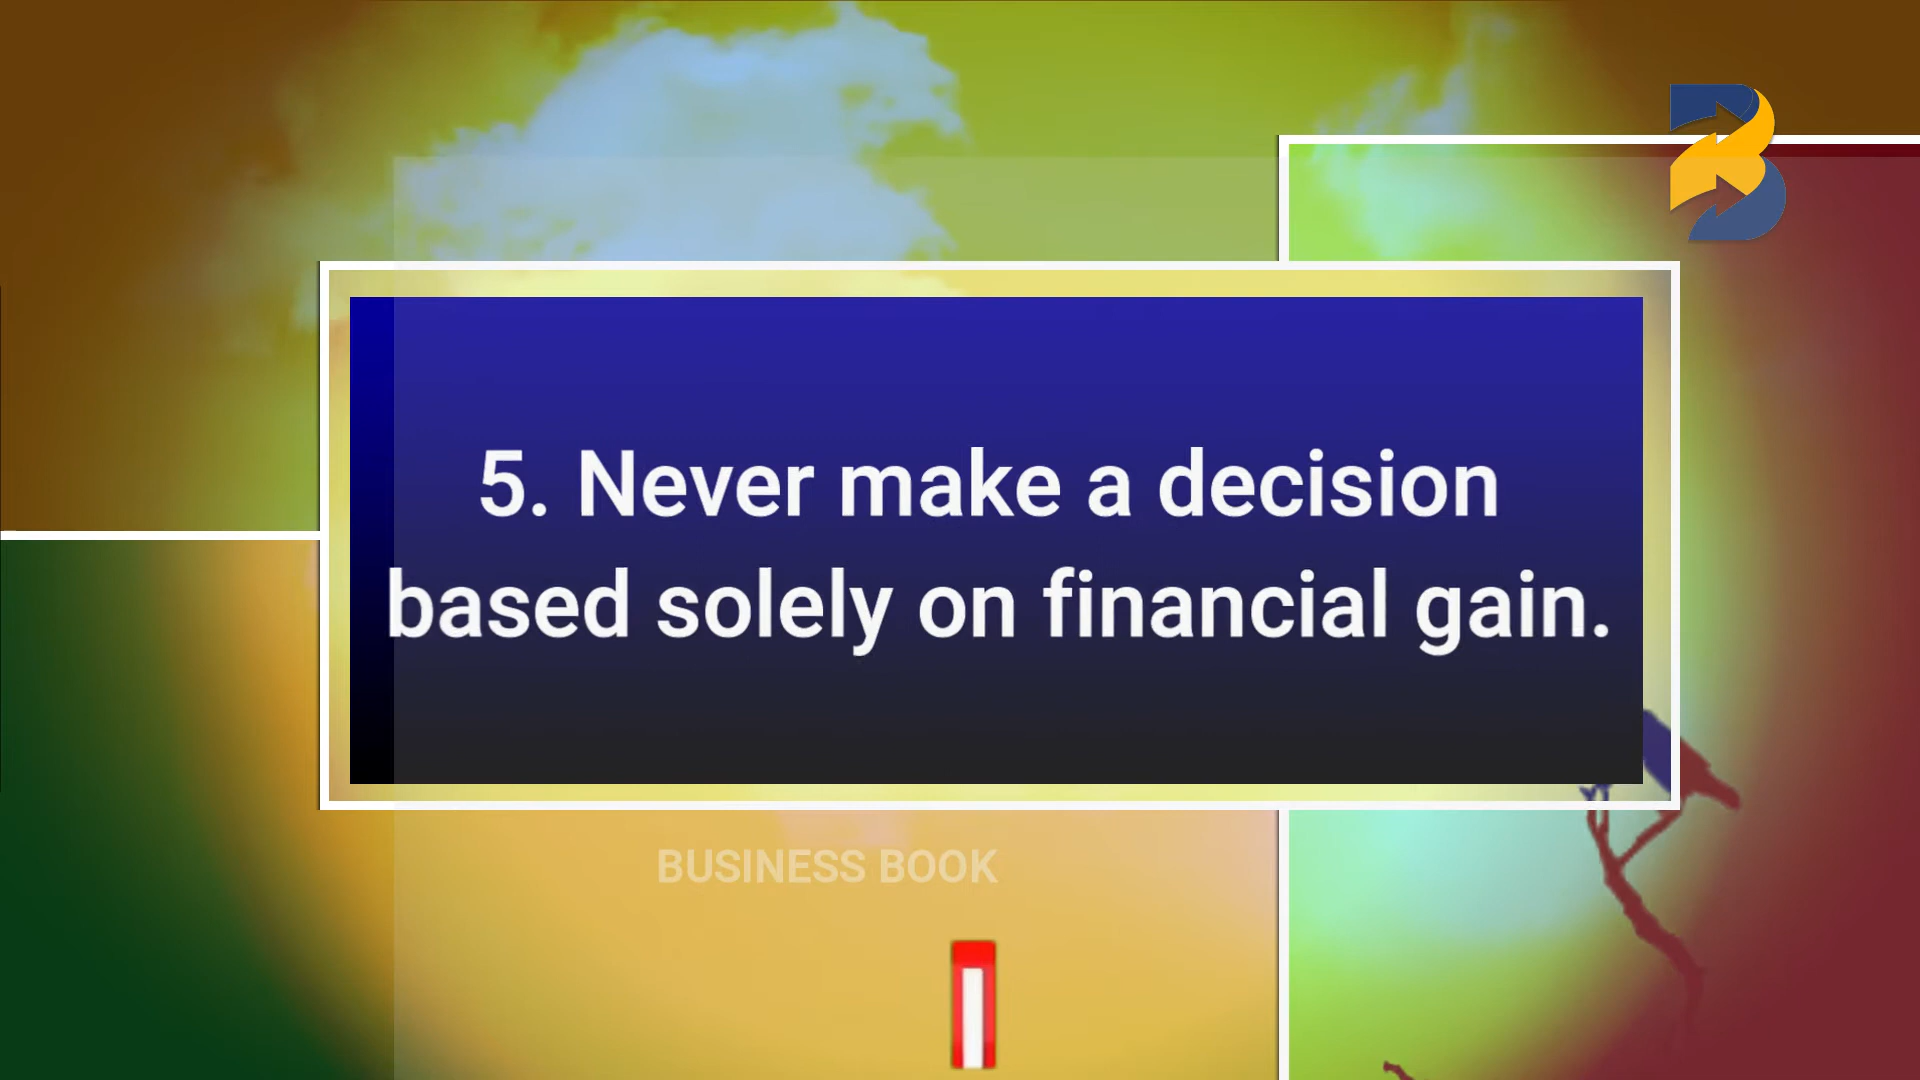 5. Never make a decision
based solely on financial gain.
BUSINESS BOOK